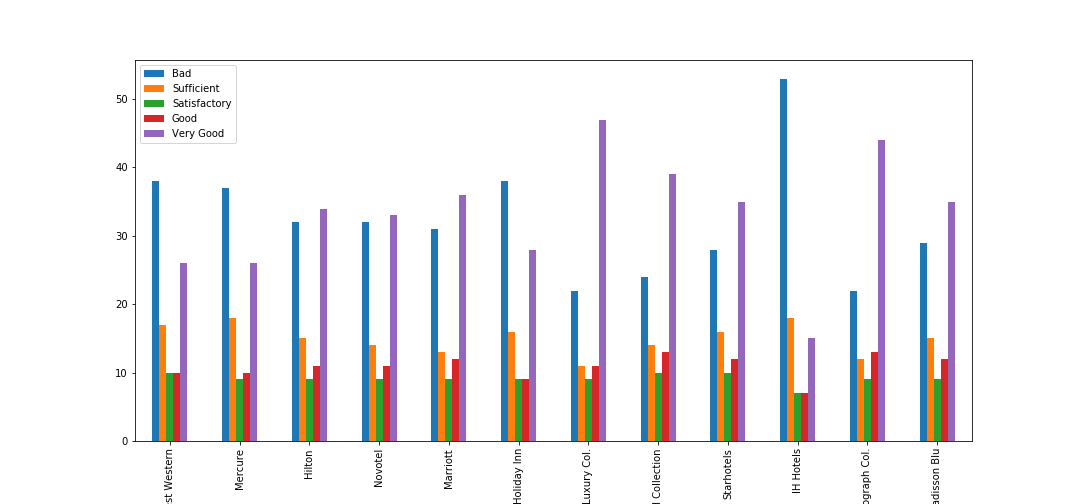 Bad
Sufficient
Satisfactory
Good
Very Good
50
40
30
20
10
0
st Western
Mercure
Hilton
Novotel
Marriott
Holiday Inn
Luxury Col.
Collection
Starhotels
IH Hotels
ograph Col.
adisson Blu